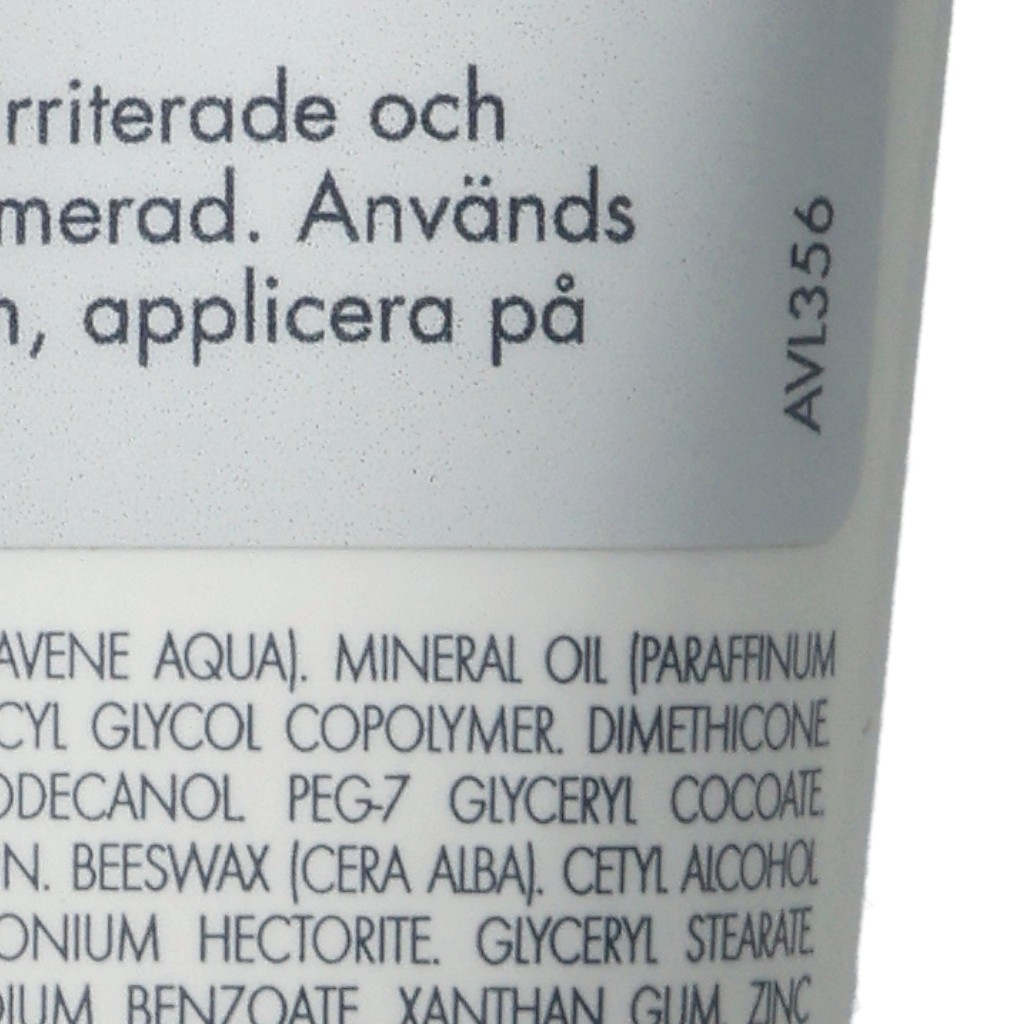 rriterade och
merad. Används
, applicera på
AVL356
AVENE AQUA). MINERAL OIL (PARAFFINUM
CYL GLYCOL COPOLYMER. DIMETHICONE
ODECANOL. PEG-7 GLYCERYL COCOATE.
N. BEESWAX (CERA ALBA). CETYL ALCOHOL
ONIUM HECTORITE. GLYCERYL STEARATE.
DIUM BENZOATE. XANTHAN GUM. ZINC